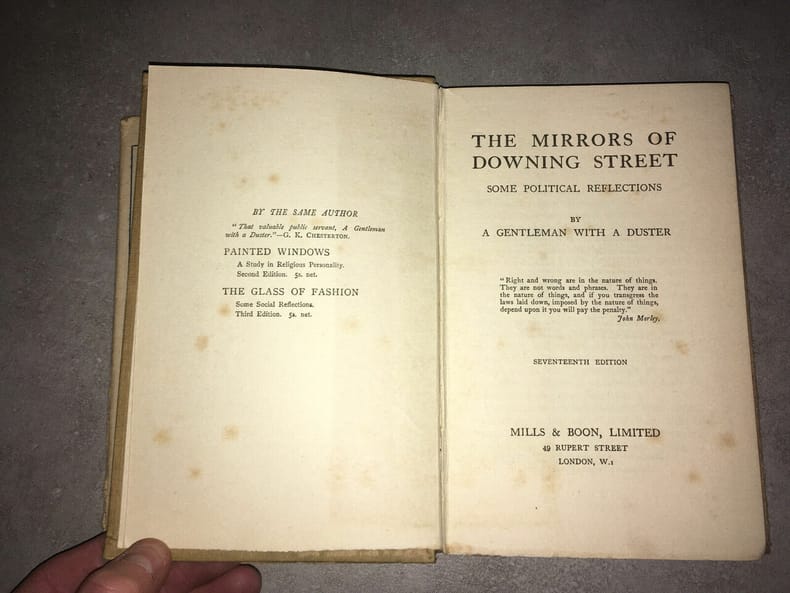 BY THE SAME AUTHOR
"That valuable public servant, A Gentleman
with a Duster."—G. K. CHESTERTON.
PAINTED WINDOWS
A Study in Religious Personality.
Second Edition. 5s. net.
THE GLASS OF FASHION
Some Social Reflections.
Third Edition. 5s. net.
THE MIRRORS OF
DOWNING STREET
SOME POLITICAL REFLECTIONS
BY
A GENTLEMAN WITH A DUSTER
"Right and wrong are in the nature of things.
They are not words and phrases. They are in
the nature of things, and if you transgress the
laws laid down, imposed by the nature of things,
depend upon it you will pay the penalty."
John Morley.
SEVENTEENTH EDITION
MILLS & BOON, LIMITED
49 RUPERT STREET
LONDON, W.1